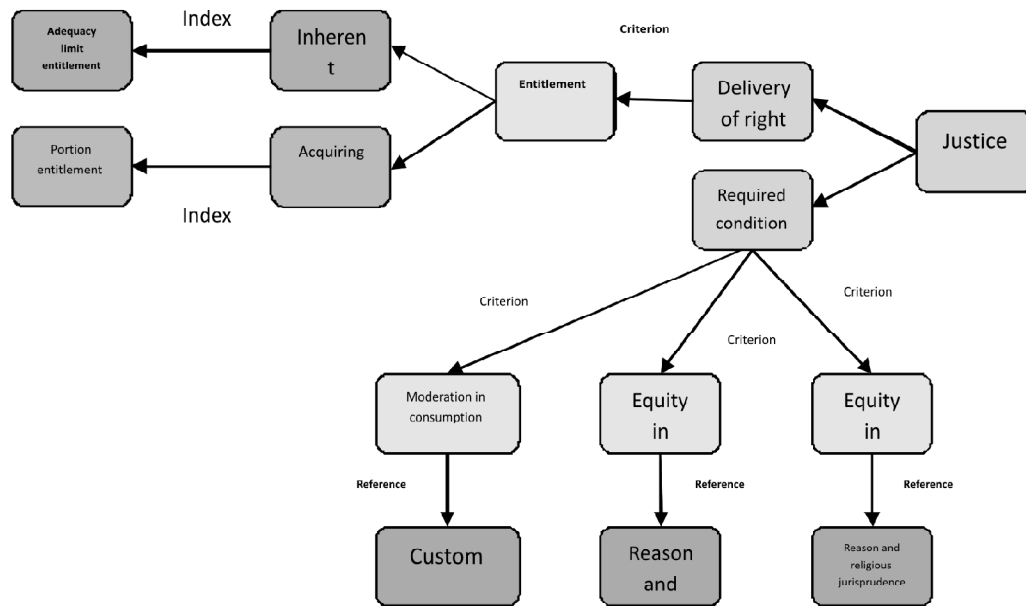 Index
Criterion
Adequacy
limit
entitlement
Inheren
t
Entitlement
Delivery
of right
Justice
Portion
entitlement
Acquiring
Index
Required
condition
Criterion
Criterion
Criterion
Moderation in
consumption
Equity
in
Equity
in
Reference
Reference
Reference
Custom
Reason
and
Reason and
religious
jurisprudence